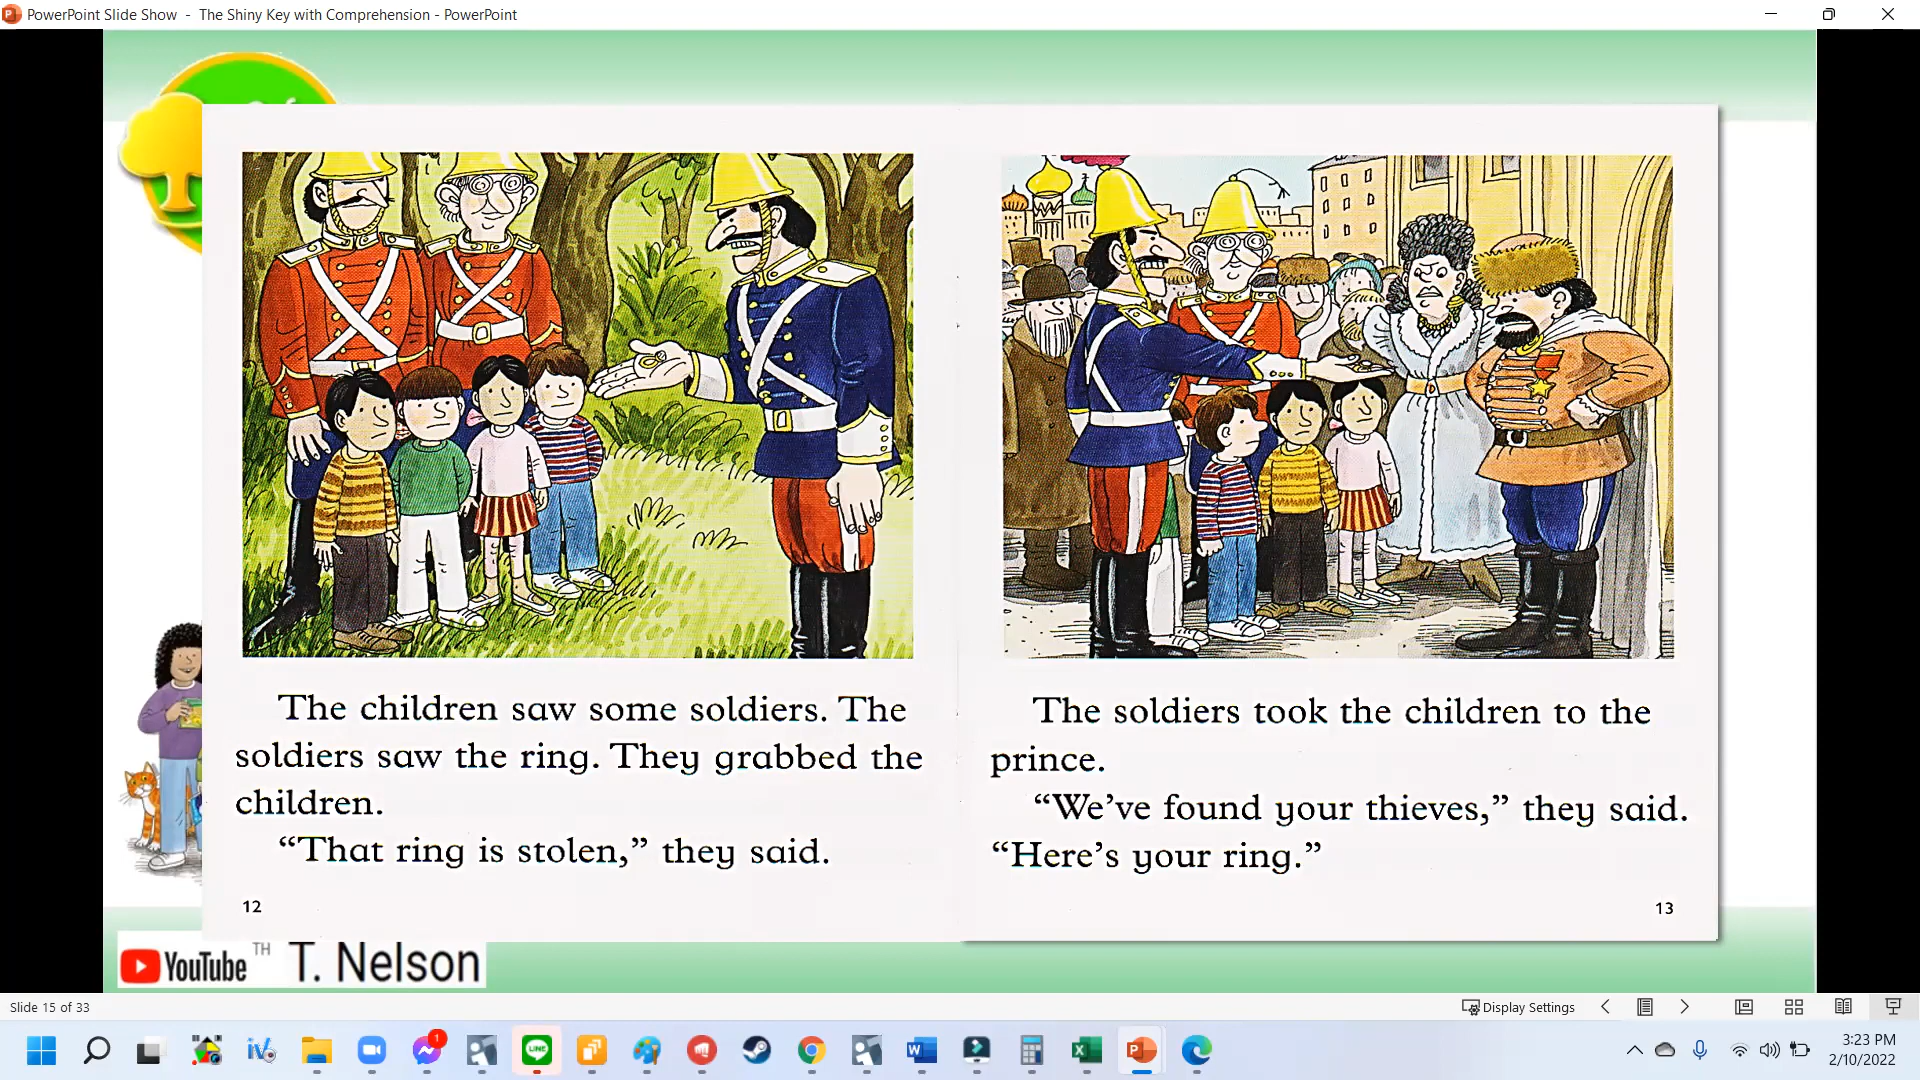 PowerPoint Slide Show - The Shiny Key with Comprehension - PowerPoint
The children saw some soldiers. The
soldiers saw the ring. They grabbed the
children.
“That ring is stolen,” they said.
12
The soldiers took the children to the
prince.
“We’ve found your thieves,” they said.
“Here’s your ring.”
13
YouTube TH T. Nelson
Slide 15 of 33
Display Settings
1
LINE
3:23 PM
2/10/2022